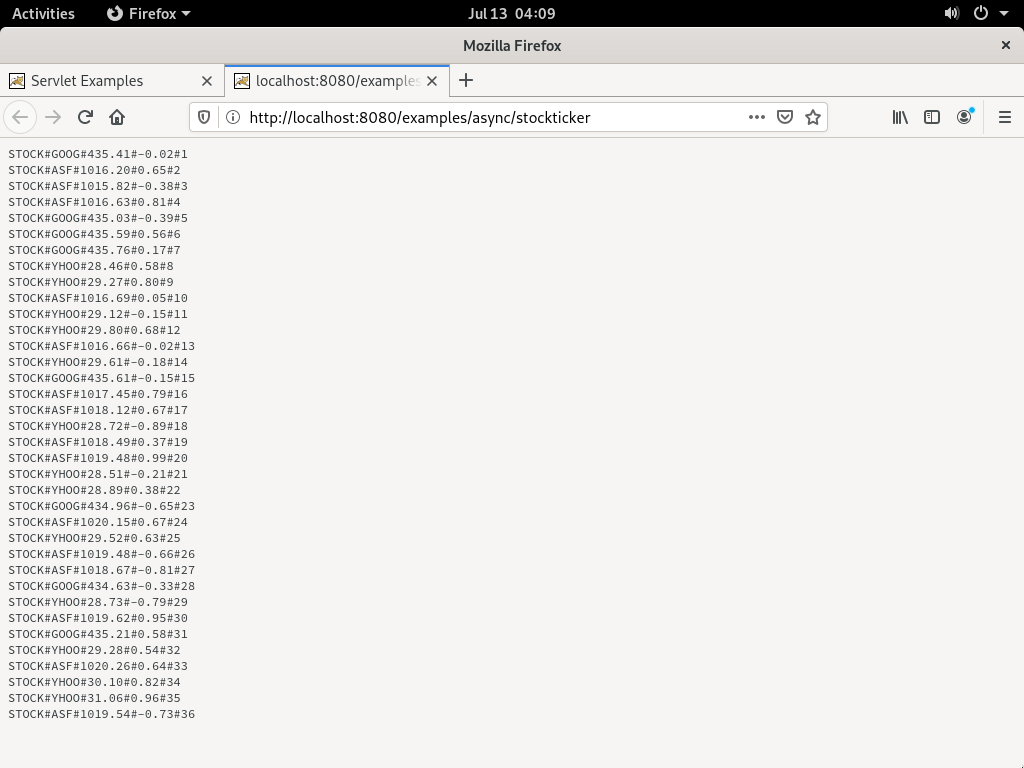 Activities
Firefox
Jul 13 04:09
Mozilla Firefox
Servlet Examples
localhost:8080/examples
http://localhost:8080/examples/async/stockticker
STOCK#GOOG#435.41#-0.02#1
STOCK#ASF#1016.20#0.65#2
STOCK#ASF#1015.82#-0.38#3
STOCK#ASF#1016.63#0.81#4
STOCK#GOOG#435.03#-0.39#5
STOCK#GOOG#435.59#0.56#6
STOCK#GOOG#435.76#0.17#7
STOCK#YHOO#28.46#0.58#8
STOCK#YHOO#29.27#0.80#9
STOCK#ASF#1016.69#0.05#10
STOCK#YHOO#29.12#-0.15#11
STOCK#YHOO#29.80#0.68#12
STOCK#ASF#1016.66#-0.02#13
STOCK#YHOO#29.61#-0.18#14
STOCK#GOOG#435.61#-0.15#15
STOCK#ASF#1017.45#0.79#16
STOCK#ASF#1018.12#0.67#17
STOCK#YHOO#28.72#-0.89#18
STOCK#ASF#1018.49#0.37#19
STOCK#ASF#1019.48#0.99#20
STOCK#YHOO#28.51#-0.21#21
STOCK#YHOO#28.89#0.38#22
STOCK#GOOG#434.96#-0.65#23
STOCK#ASF#1020.15#0.67#24
STOCK#YHOO#29.52#0.63#25
STOCK#ASF#1019.48#-0.66#26
STOCK#ASF#1018.67#-0.81#27
STOCK#GOOG#434.63#-0.33#28
STOCK#YHOO#28.73#-0.79#29
STOCK#ASF#1019.62#0.95#30
STOCK#GOOG#435.21#0.58#31
STOCK#YHOO#29.28#0.54#32
STOCK#ASF#1020.26#0.64#33
STOCK#YHOO#30.10#0.82#34
STOCK#YHOO#31.06#0.96#35
STOCK#ASF#1019.54#-0.73#36